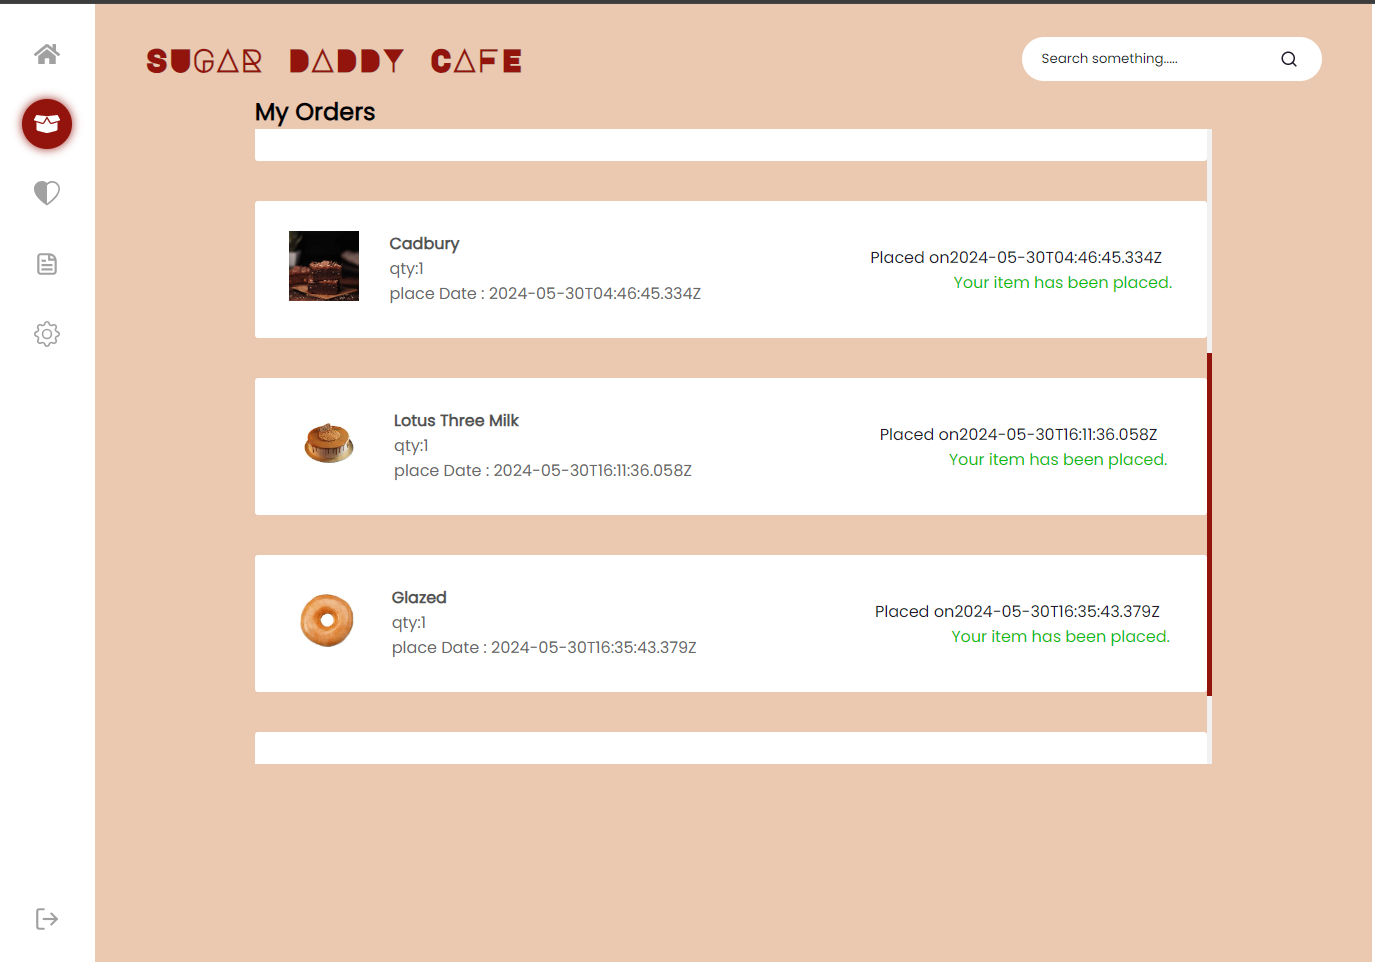 SUGAR DADDY CAFE
Search something.....
My Orders
Cadbury
qty:1
place Date : 2024-05-30T04:46:45.334Z
Placed on2024-05-30T04:46:45.334Z
Your item has been placed.
Lotus Three Milk
qty:1
place Date : 2024-05-30T16:11:36.058Z
Placed on2024-05-30T16:11:36.058Z
Your item has been placed.
Glazed
qty:1
place Date : 2024-05-30T16:35:43.379Z
Placed on2024-05-30T16:35:43.379Z
Your item has been placed.